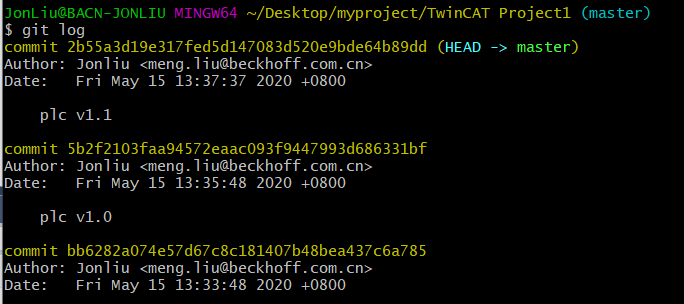 JonLiu@BACN-JONLIU MINGW64 ~/Desktop/myproject/TwinCAT Project1 (master)
$ git log
commit 2b55a3d19e317fed5d147083d520e9bde64b89dd (HEAD -> master)
Author: Jonliu <meng.liu@beckhoff.com.cn>
Date:   Fri May 15 13:37:37 2020 +0800
    plc v1.1
commit 5b2f2103faa94572eaac093f9447993d686331bf
Author: Jonliu <meng.liu@beckhoff.com.cn>
Date:   Fri May 15 13:35:48 2020 +0800
    plc v1.0
commit bb6282a074e57d67c8c181407b48bea437c6a785
Author: Jonliu <meng.liu@beckhoff.com.cn>
Date:   Fri May 15 13:33:48 2020 +0800